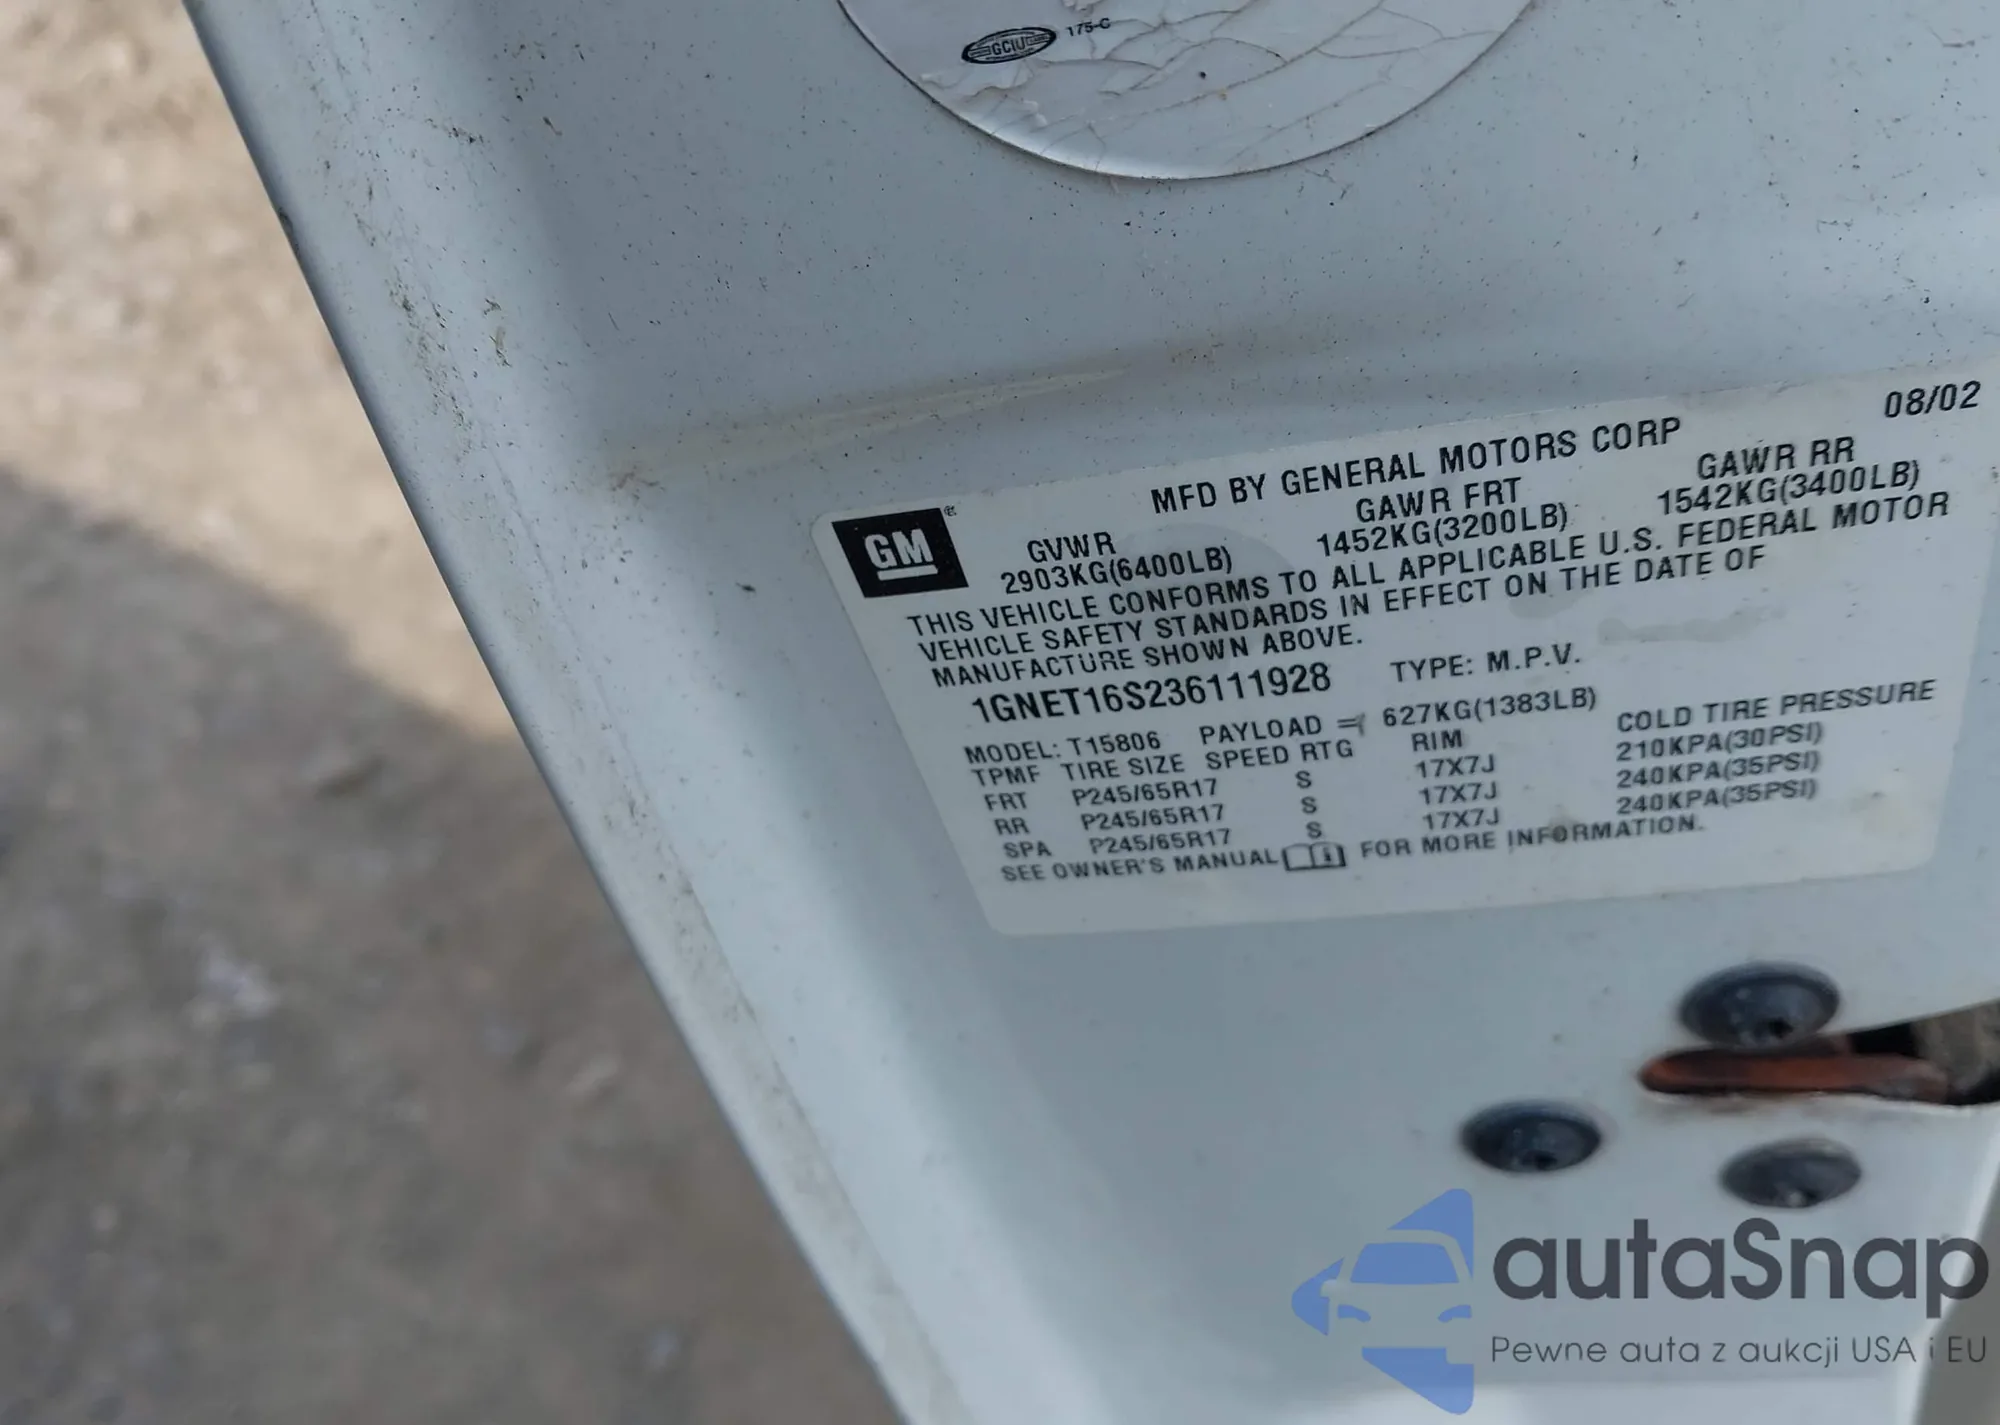 GCIU 175-C
08/02
MFD BY GENERAL MOTORS CORP
GVWR GAWR FRT GAWR RR
2903KG(6400LB) 1452KG(3200LB) 1542KG(3400LB)
THIS VEHICLE CONFORMS TO ALL APPLICABLE U.S. FEDERAL MOTOR
VEHICLE SAFETY STANDARDS IN EFFECT ON THE DATE OF
MANUFACTURE SHOWN ABOVE.
1GNET16S236111928 TYPE: M.P.V.
MODEL: T15806 PAYLOAD = 627KG(1383LB)
TPMF TIRE SIZE SPEED RTG RIM COLD TIRE PRESSURE
FRT P245/65R17 S 17X7J 210KPA(30PSI)
RR P245/65R17 S 17X7J 240KPA(35PSI)
SPA P245/65R17 S 17X7J 240KPA(35PSI)
SEE OWNER'S MANUAL FOR MORE INFORMATION.
GM®
autaSnap
Pewne auta z aukcji USA i EU